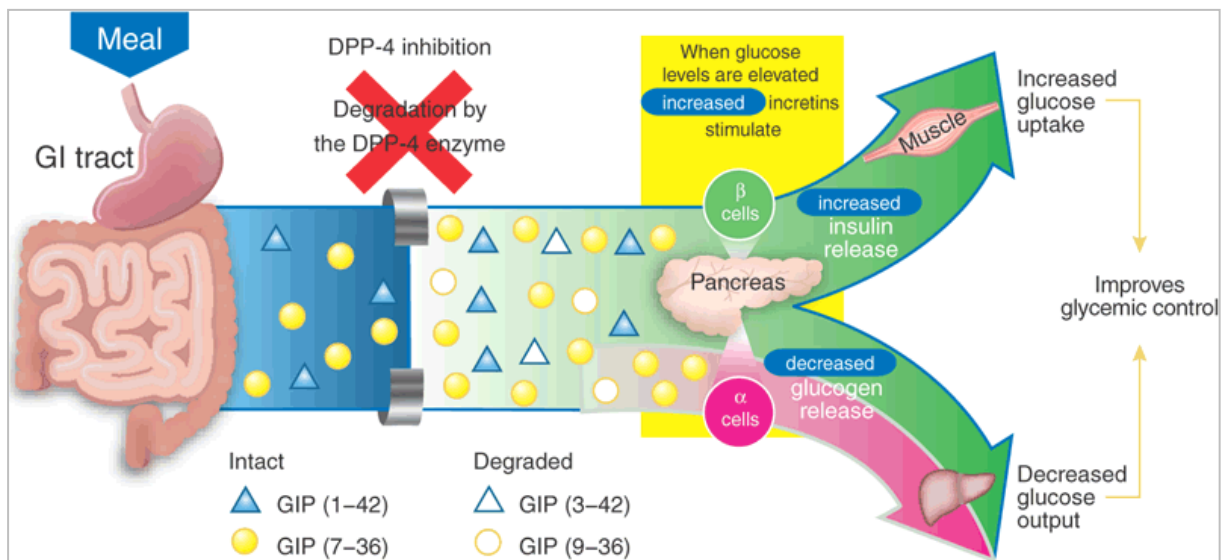 Meal
GI tract
DPP-4 inhibition
Degradation by
the DPP-4 enzyme
When glucose
levels are elevated
increased incretins
stimulate
β
cells
Pancreas
α
cells
Muscle
increased
insulin
release
decreased
glucogen
release
Increased
glucose
uptake
Improves
glycemic control
Decreased
glucose
output
Intact
GIP (1–42)
GIP (7–36)
Degraded
GIP (3–42)
GIP (9–36)